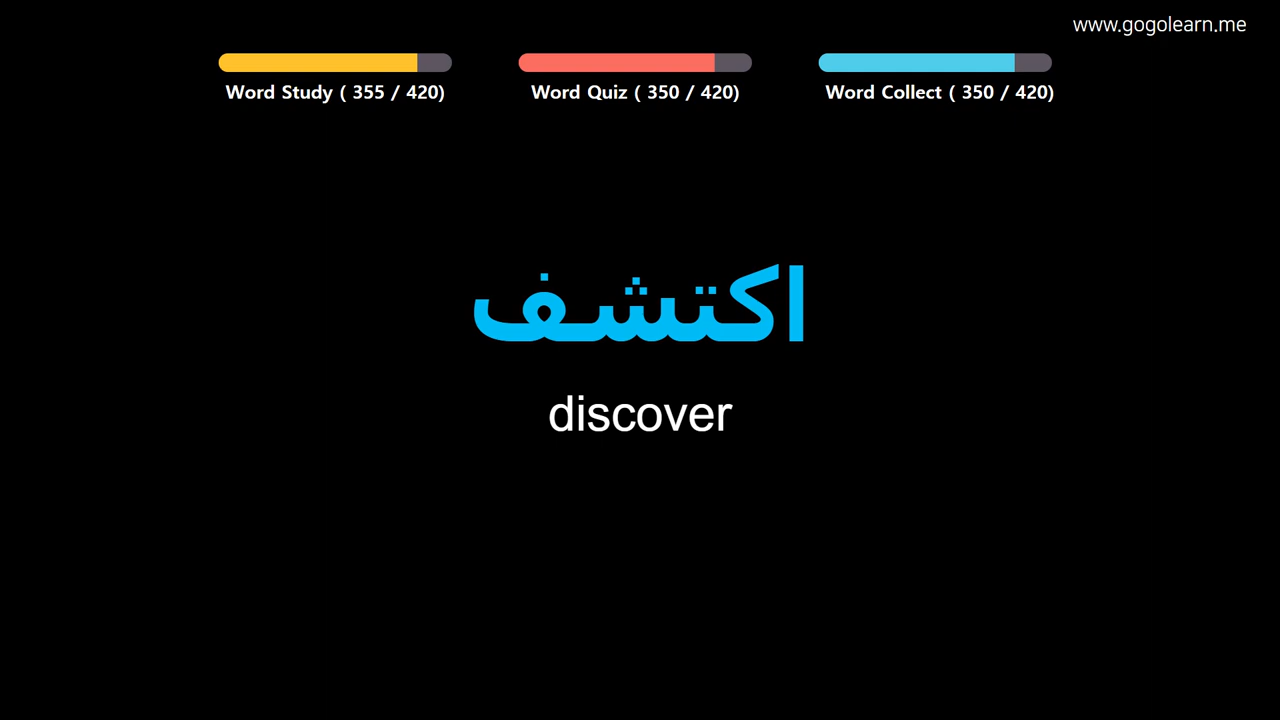 www.gogolearn.me
Word Study ( 355 / 420)
Word Quiz ( 350 / 420)
Word Collect ( 350 / 420)
اكتشف
discover